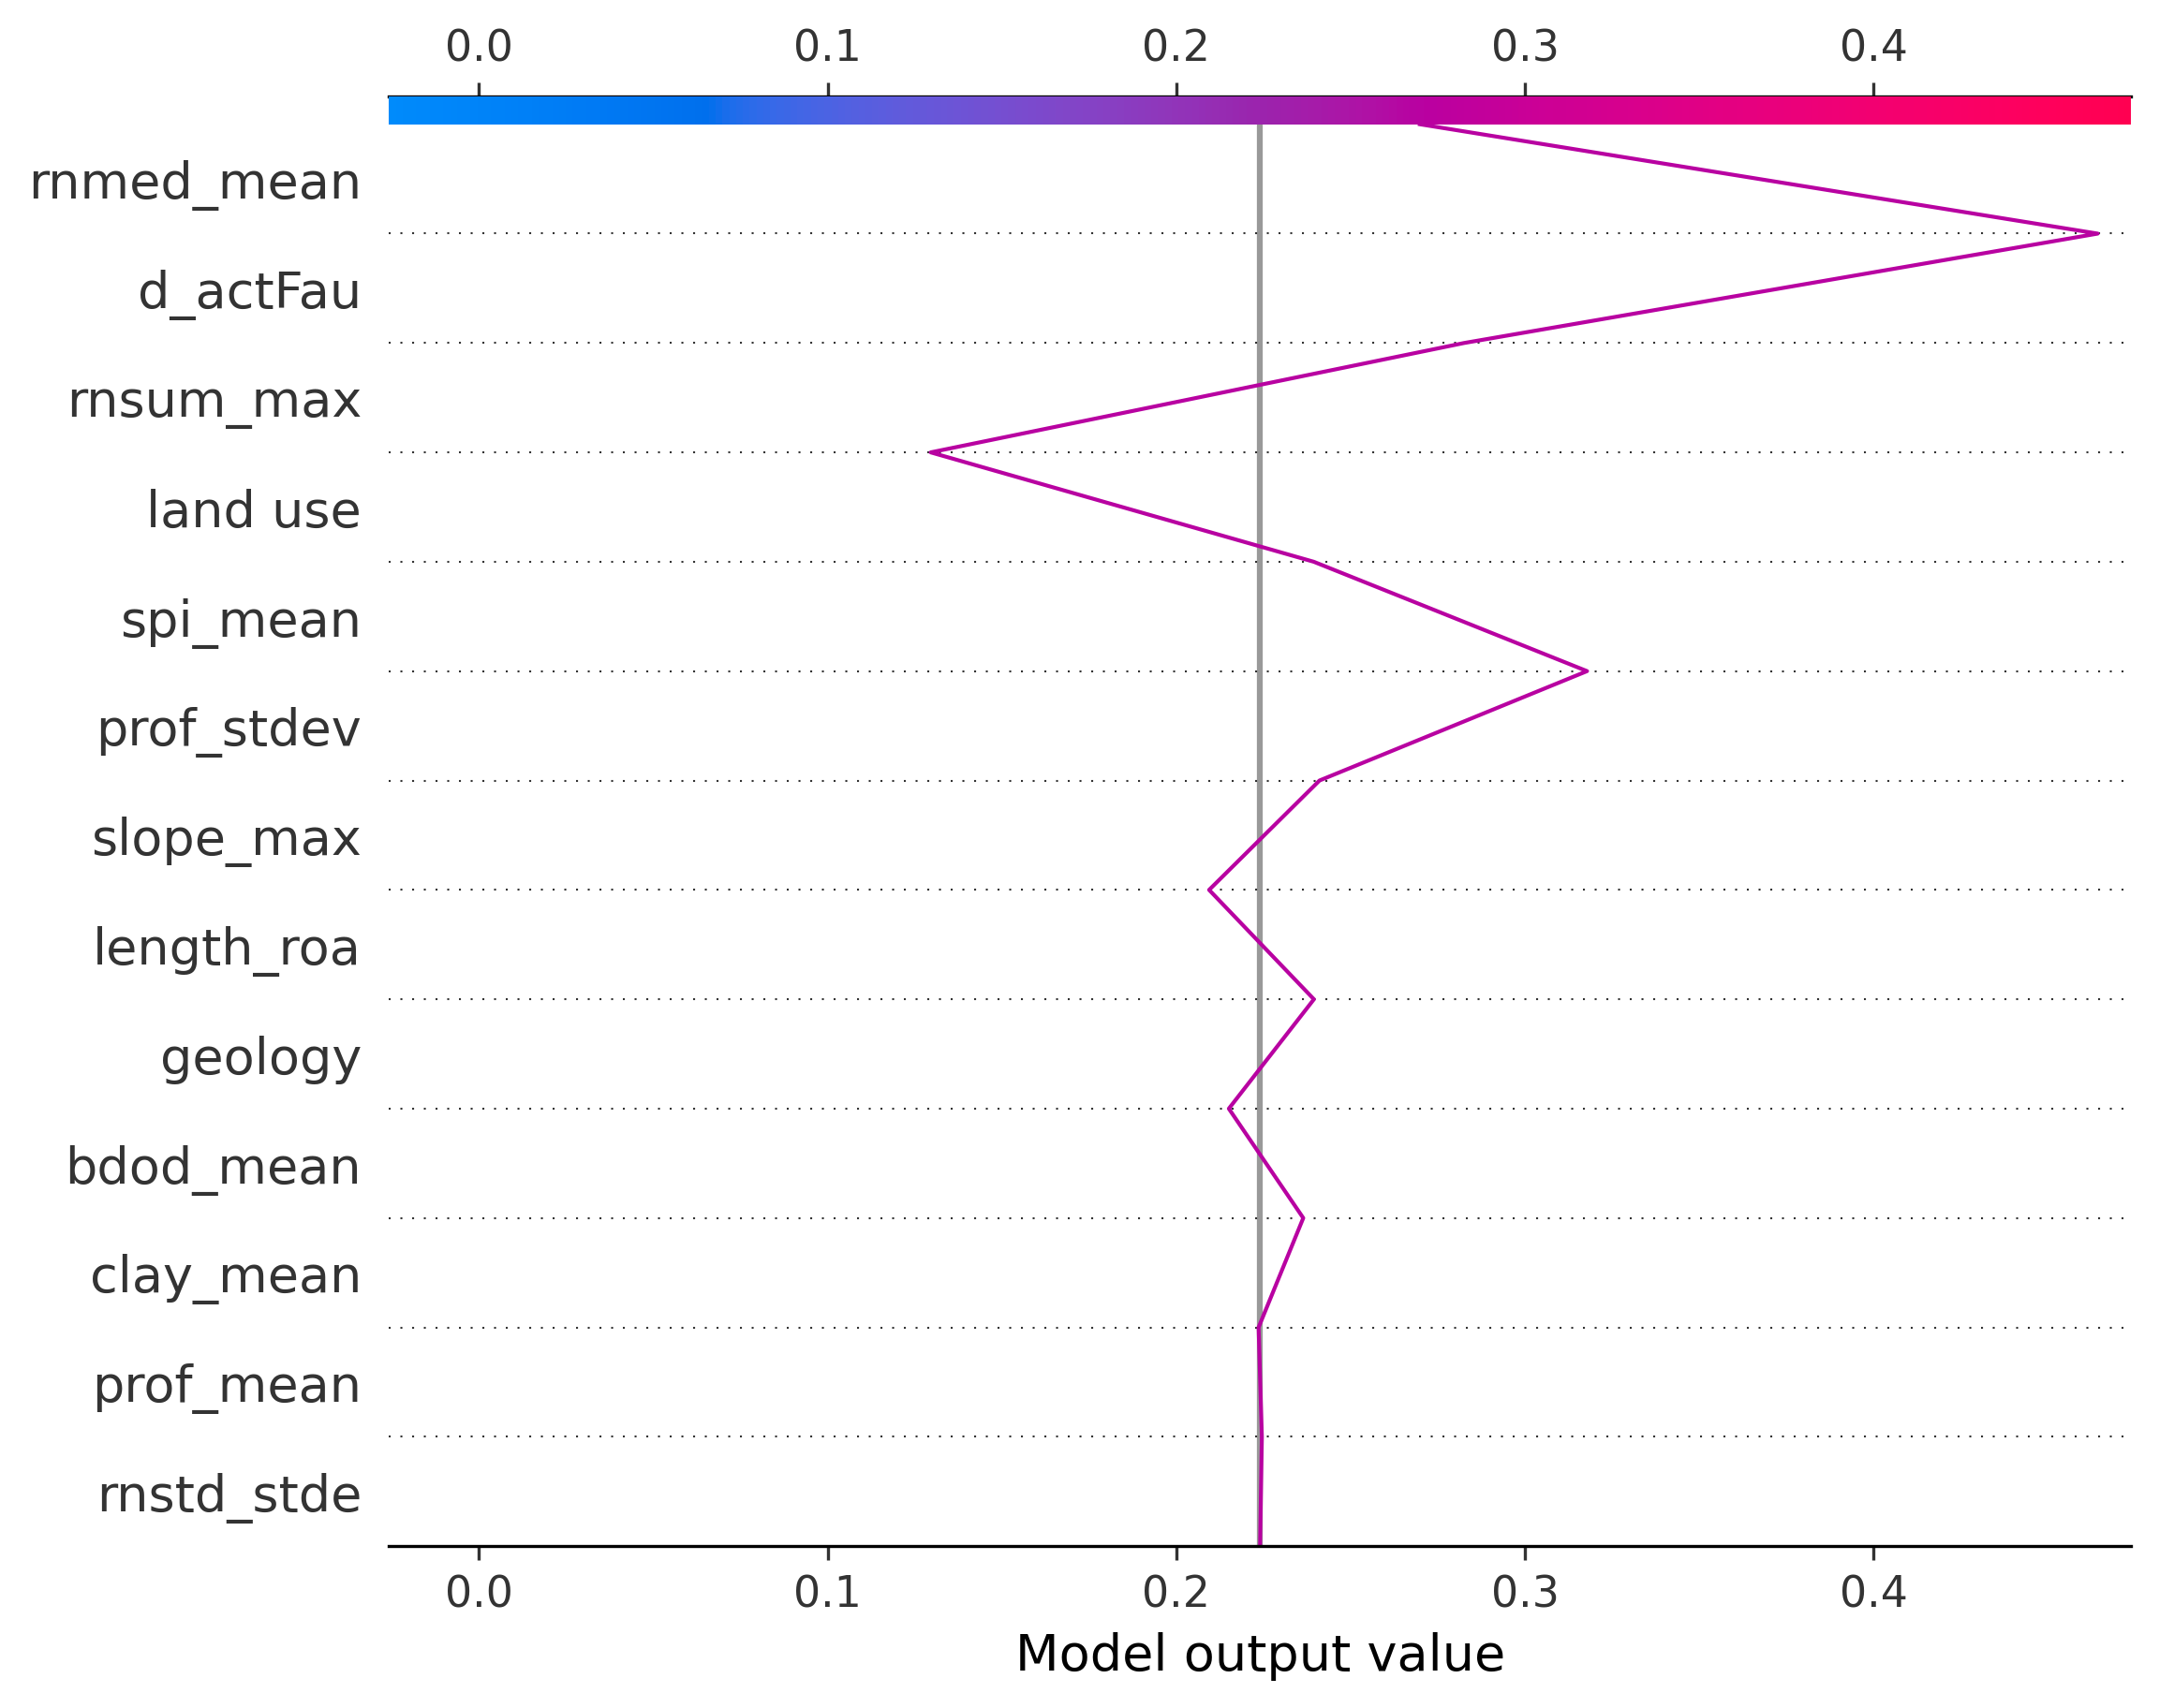 0.0 0.1 0.2 0.3 0.4
rnmed_mean
d_actFau
rnsum_max
land use
spi_mean
prof_stdev
slope_max
length_roa
geology
bdod_mean
clay_mean
prof_mean
rnstd_stde
0.0 0.1 0.2 0.3 0.4
Model output value